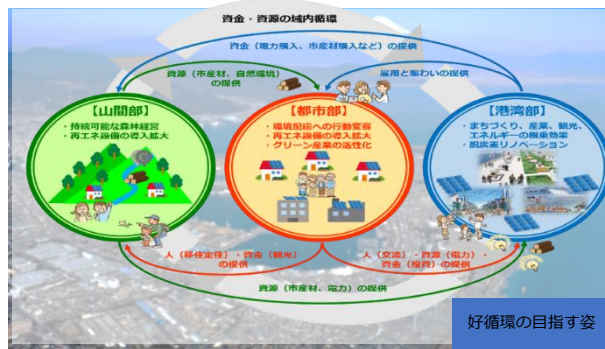 資金・資源の域内循環
資金（電力購入、市産材購入など）の提供
資源（市産材、自然環境）
の提供
雇用と賑わいの提供
【山間部】
・持続可能な森林経営
・再エネ設備の導入拡大
【都市部】
・環境配慮への行動変容
・再エネ設備の導入拡大
・グリーン産業の活性化
【港湾部】
・まちづくり、産業、観光、
エネルギーの相乗効果
・脱炭素リノベーション
人（移住定住）・資金（観光）
の提供
人（交流）・資源（電力）・
資金（投資）の提供
資源（市産材、電力）の提供
好循環の目指す姿